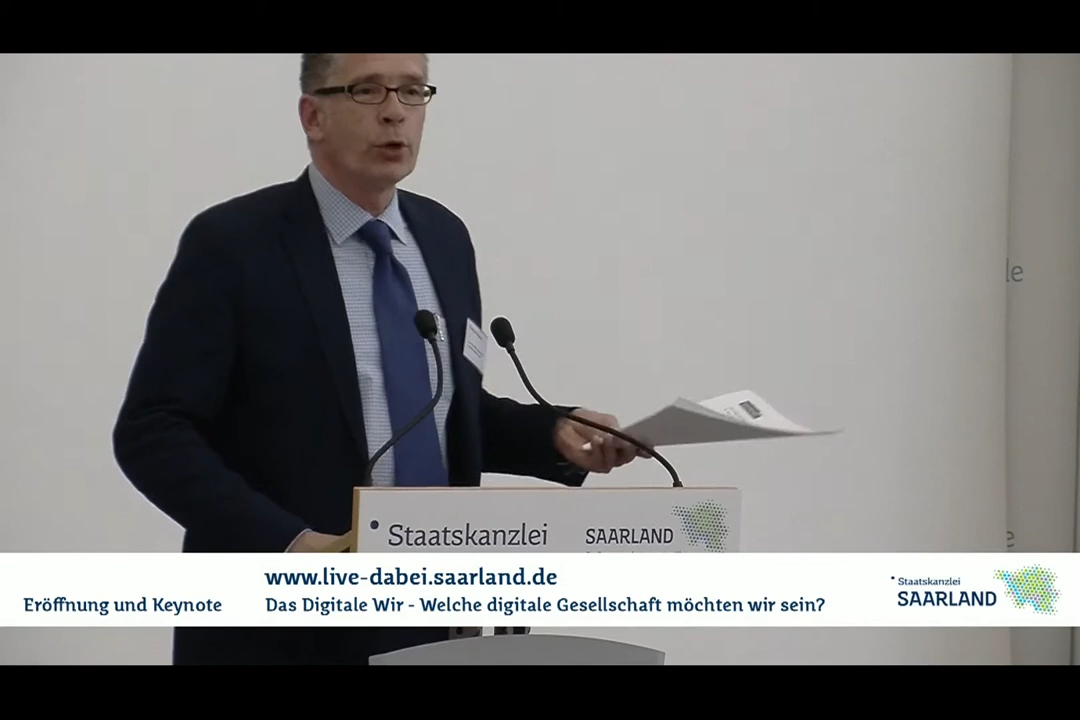 le
Staatskanzlei
SAARLAND
e
www.live-dabei.saarland.de
Eröffnung und Keynote
Das Digitale Wir - Welche digitale Gesellschaft möchten wir sein?
Staatskanzlei
SAARLAND